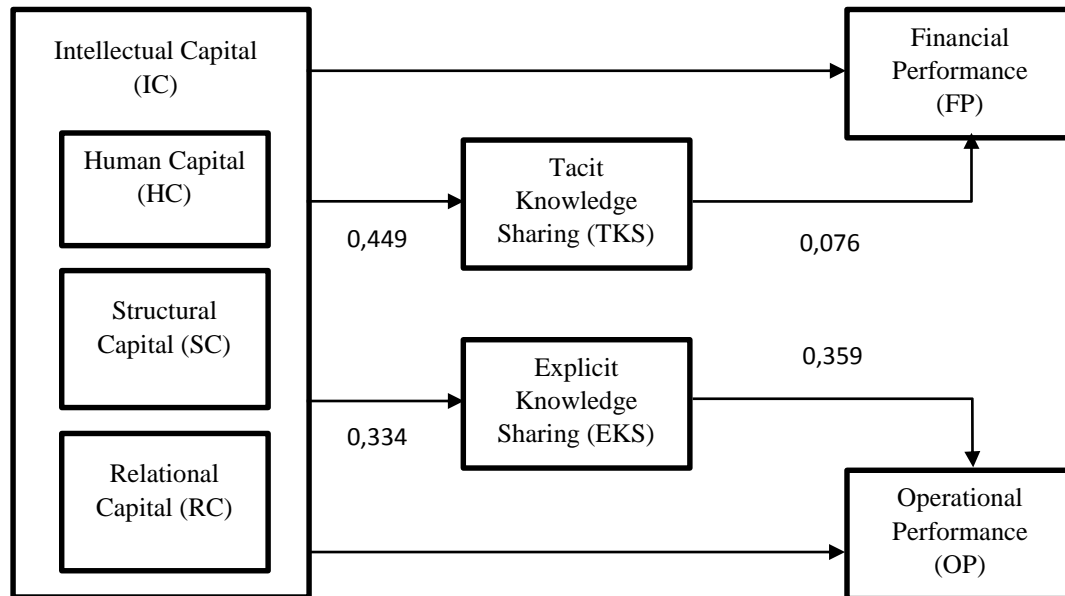 Intellectual Capital
(IC)
Human Capital
(HC)
Structural
Capital (SC)
Relational
Capital (RC)
0,449
0,334
Tacit
Knowledge
Sharing (TKS)
Explicit
Knowledge
Sharing (EKS)
0,076
0,359
Financial
Performance
(FP)
Operational
Performance
(OP)